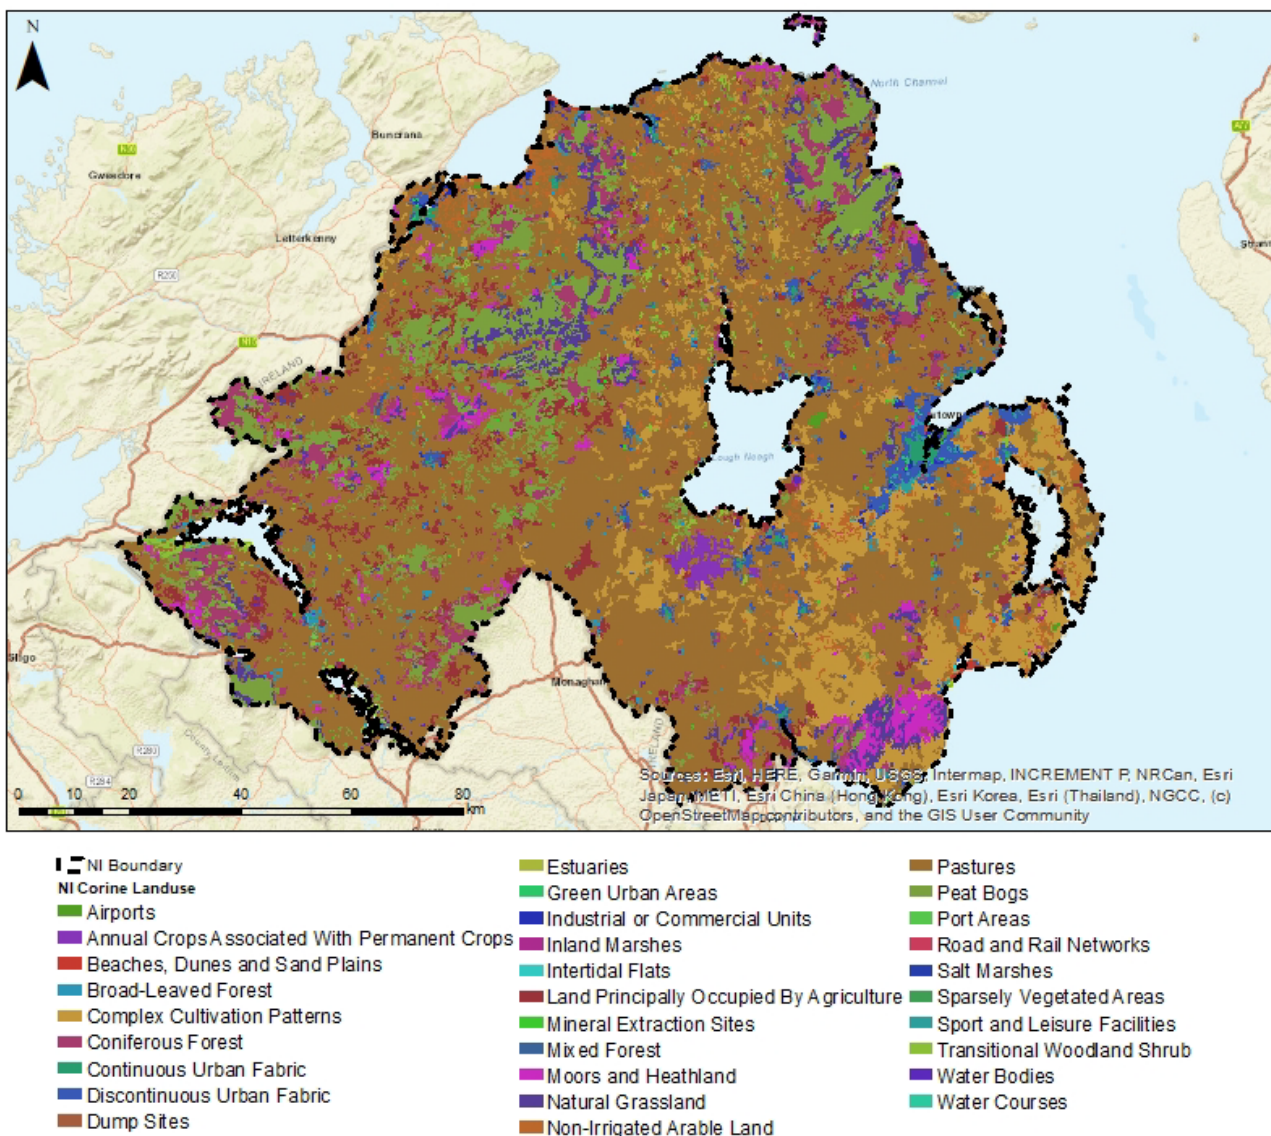 N
North Channel
Buncrana
Gweedore
Letterkenny
R250
IRELAND
Lough Neagh
Sligo
Monaghan
IRELAND
R280
R284
County Leitrim
A77
Sources: Esri, HERE, Garmin, USGS, Intermap, INCREMENT P, NRCan, Esri
Japan, METI, Esri China (Hong Kong), Esri Korea, Esri (Thailand), NGCC, (c)
OpenStreetMap contributors, and the GIS User Community
0 10 20 40 60 80
km
NI Boundary
NI Corine Landuse
Airports
Annual Crops Associated With Permanent Crops
Beaches, Dunes and Sand Plains
Broad-Leaved Forest
Complex Cultivation Patterns
Coniferous Forest
Continuous Urban Fabric
Discontinuous Urban Fabric
Dump Sites
Estuaries
Green Urban Areas
Industrial or Commercial Units
Inland Marshes
Intertidal Flats
Land Principally Occupied By Agriculture
Mineral Extraction Sites
Mixed Forest
Moors and Heathland
Natural Grassland
Non-Irrigated Arable Land
Pastures
Peat Bogs
Port Areas
Road and Rail Networks
Salt Marshes
Sparsely Vegetated Areas
Sport and Leisure Facilities
Transitional Woodland Shrub
Water Bodies
Water Courses